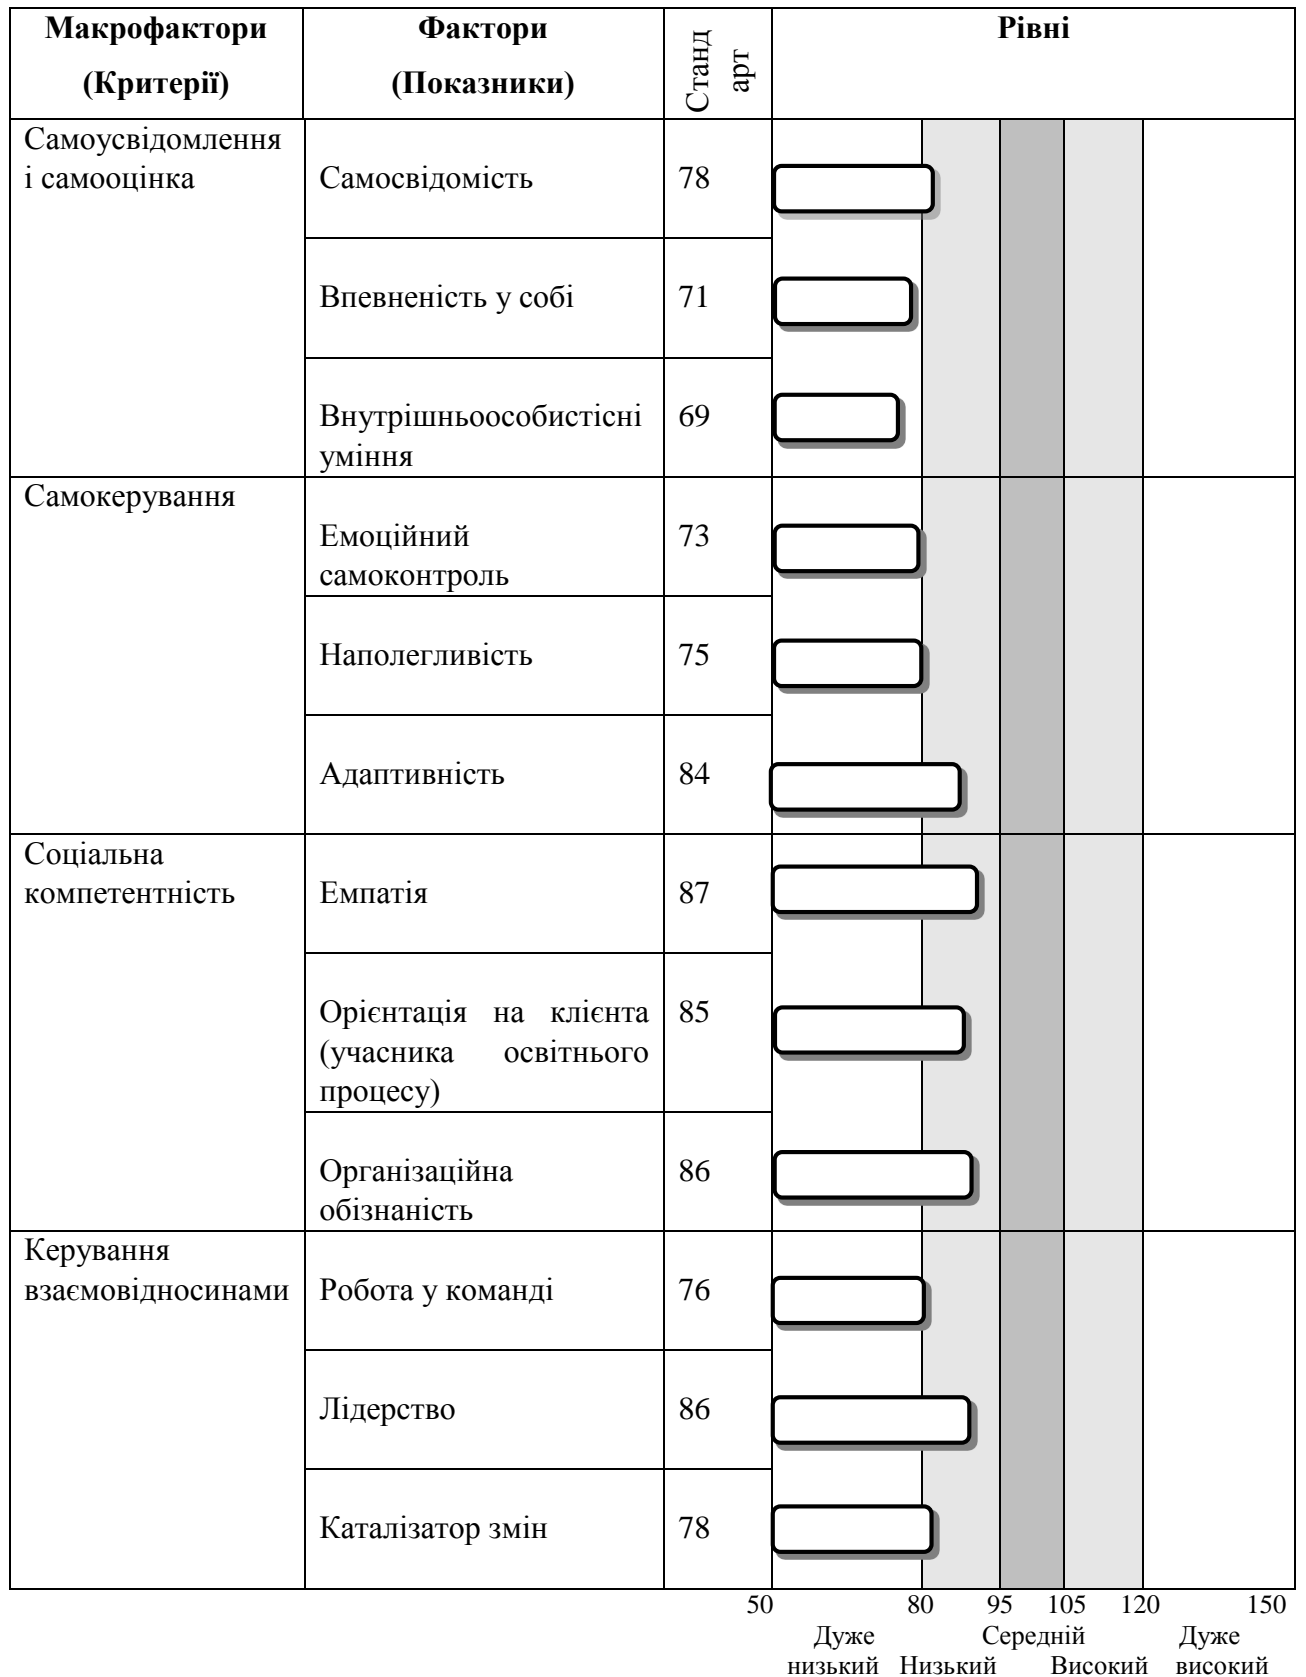 Макрофактори
(Критерії)
Фактори
(Показники)
Станд
арт
Рівні
Самоусвідомлення
і самооцінка
Самосвідомість
78
Впевненість у собі
71
Внутрішньоособистісні
уміння
69
Самокерування
Емоційний
самоконтроль
73
Наполегливість
75
Адаптивність
84
Соціальна
компетентність
Емпатія
87
Орієнтація на клієнта
(учасника освітнього
процесу)
85
Організаційна
обізнаність
86
Керування
взаємовідносинами
Робота у команді
76
Лідерство
86
Каталізатор змін
78
50 80 95 105 120 150
Дуже Середній Дуже
низький Низький Високий високий